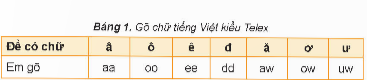 Bảng 1. Gõ chữ tiếng Việt kiểu Telex
Để có chữ â ô ê đ ă ơ ư
Em gõ aa oo ee dd aw ow uw